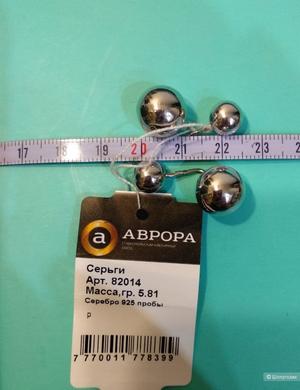 17 18 19 20 21 22 23
a АВРОРА
Серьги
Арт. 82014
Масса,гр. 5.81
Серебро 925 пробы
р
7 770011 778399